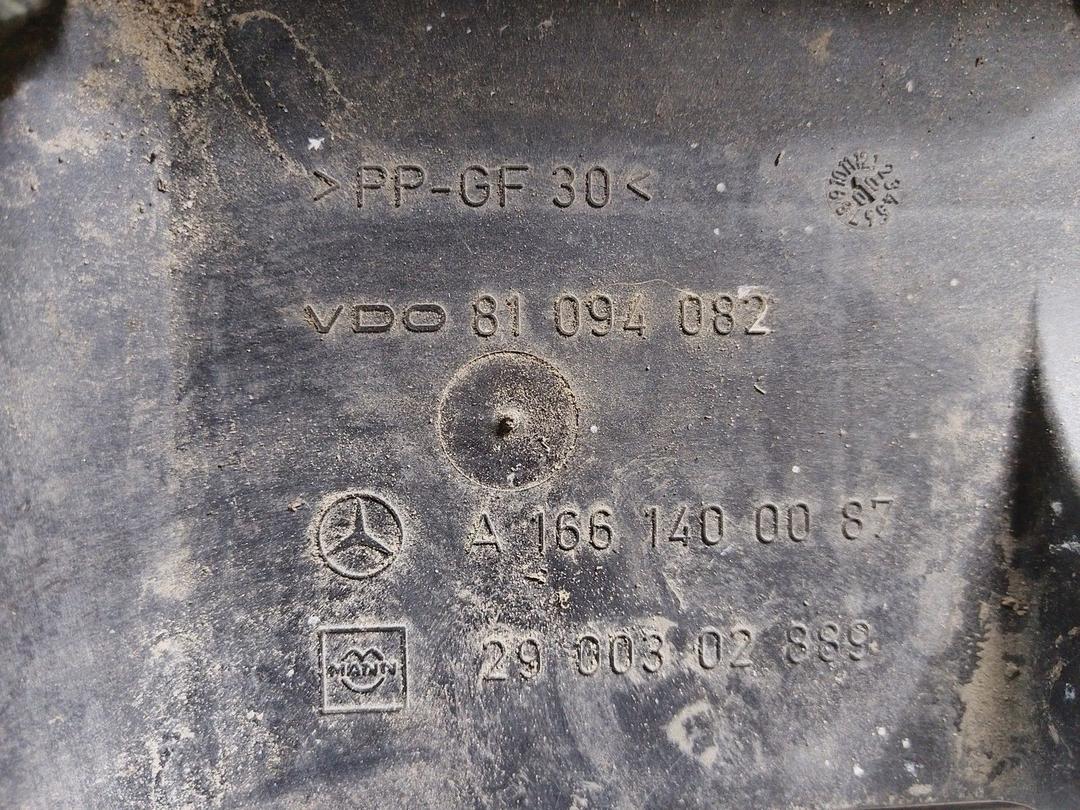 >PP-GF 30<
VDO 81 094 082
A 166 140 00 87
MANN 29 003 02 889